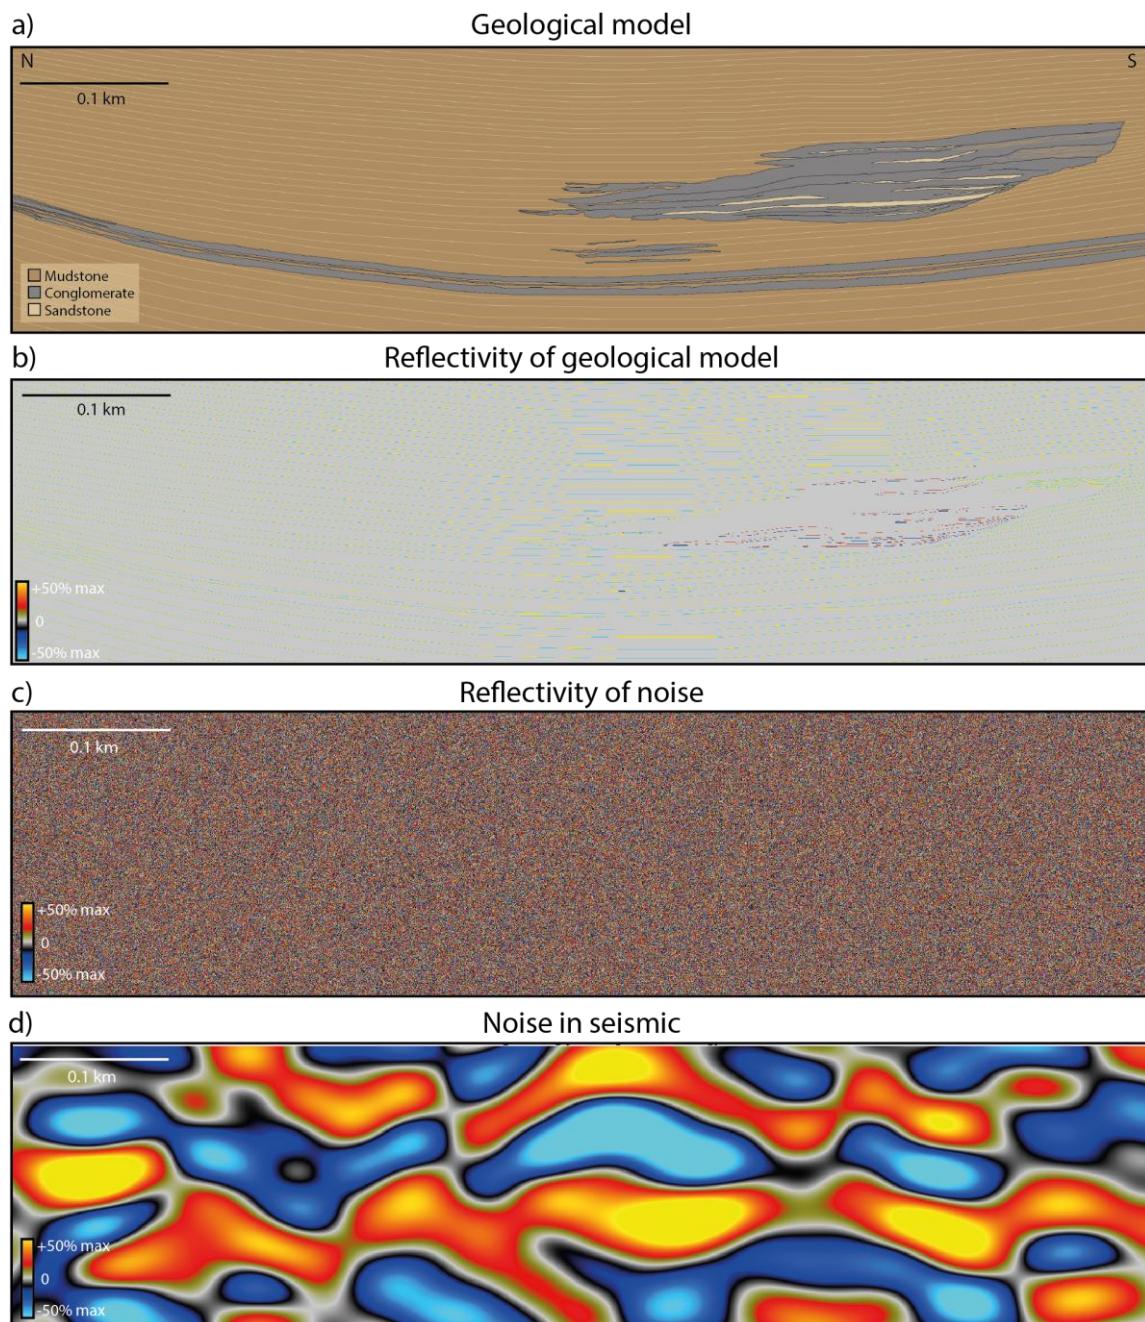 a)
Geological model
N
S
0.1 km
Mudstone
Conglomerate
Sandstone
b)
Reflectivity of geological model
0.1 km
+50% max
0
-50% max
c)
Reflectivity of noise
0.1 km
+50% max
0
-50% max
d)
Noise in seismic
0.1 km
+50% max
0
-50% max